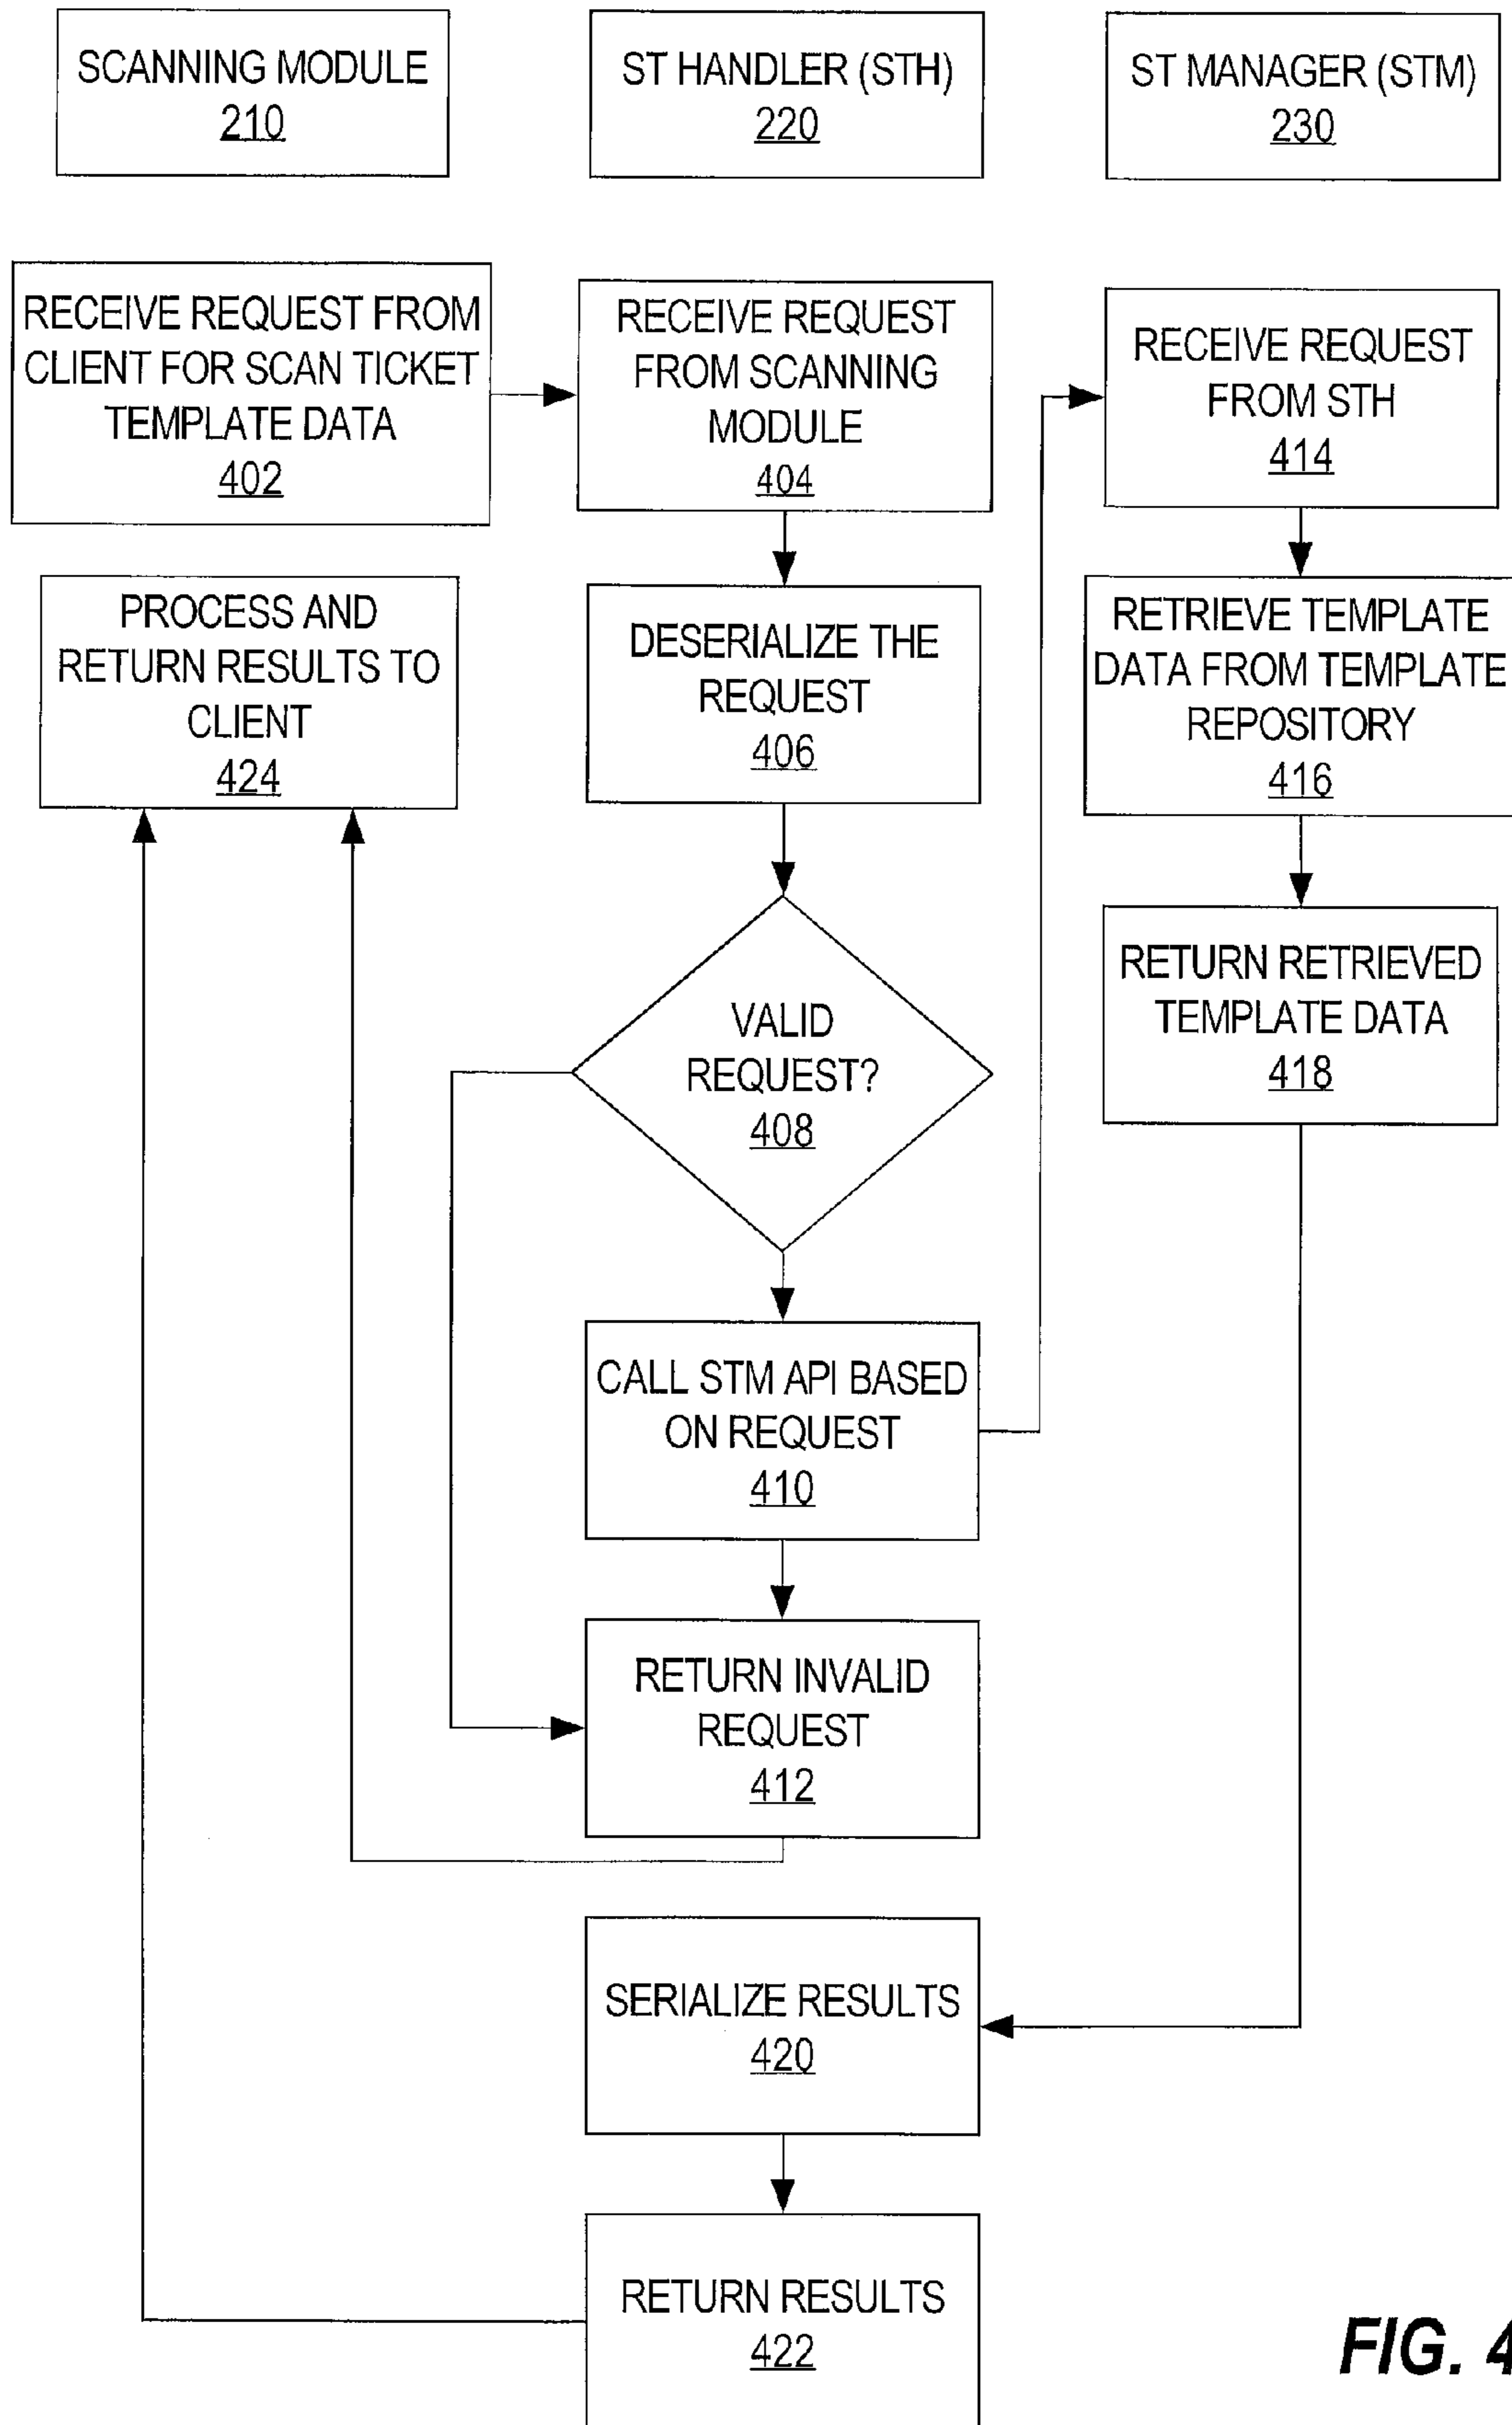 SCANNING MODULE
210
ST HANDLER (STH)
220
ST MANAGER (STM)
230
RECEIVE REQUEST FROM
CLIENT FOR SCAN TICKET
TEMPLATE DATA
402
RECEIVE REQUEST
FROM SCANNING
MODULE
404
RECEIVE REQUEST
FROM STH
414
PROCESS AND
RETURN RESULTS TO
CLIENT
424
DESERIALIZE THE
REQUEST
406
RETRIEVE TEMPLATE
DATA FROM TEMPLATE
REPOSITORY
416
VALID
REQUEST?
408
RETURN RETRIEVED
TEMPLATE DATA
418
CALL STM API BASED
ON REQUEST
410
RETURN INVALID
REQUEST
412
SERIALIZE RESULTS
420
RETURN RESULTS
422
FIG. 4